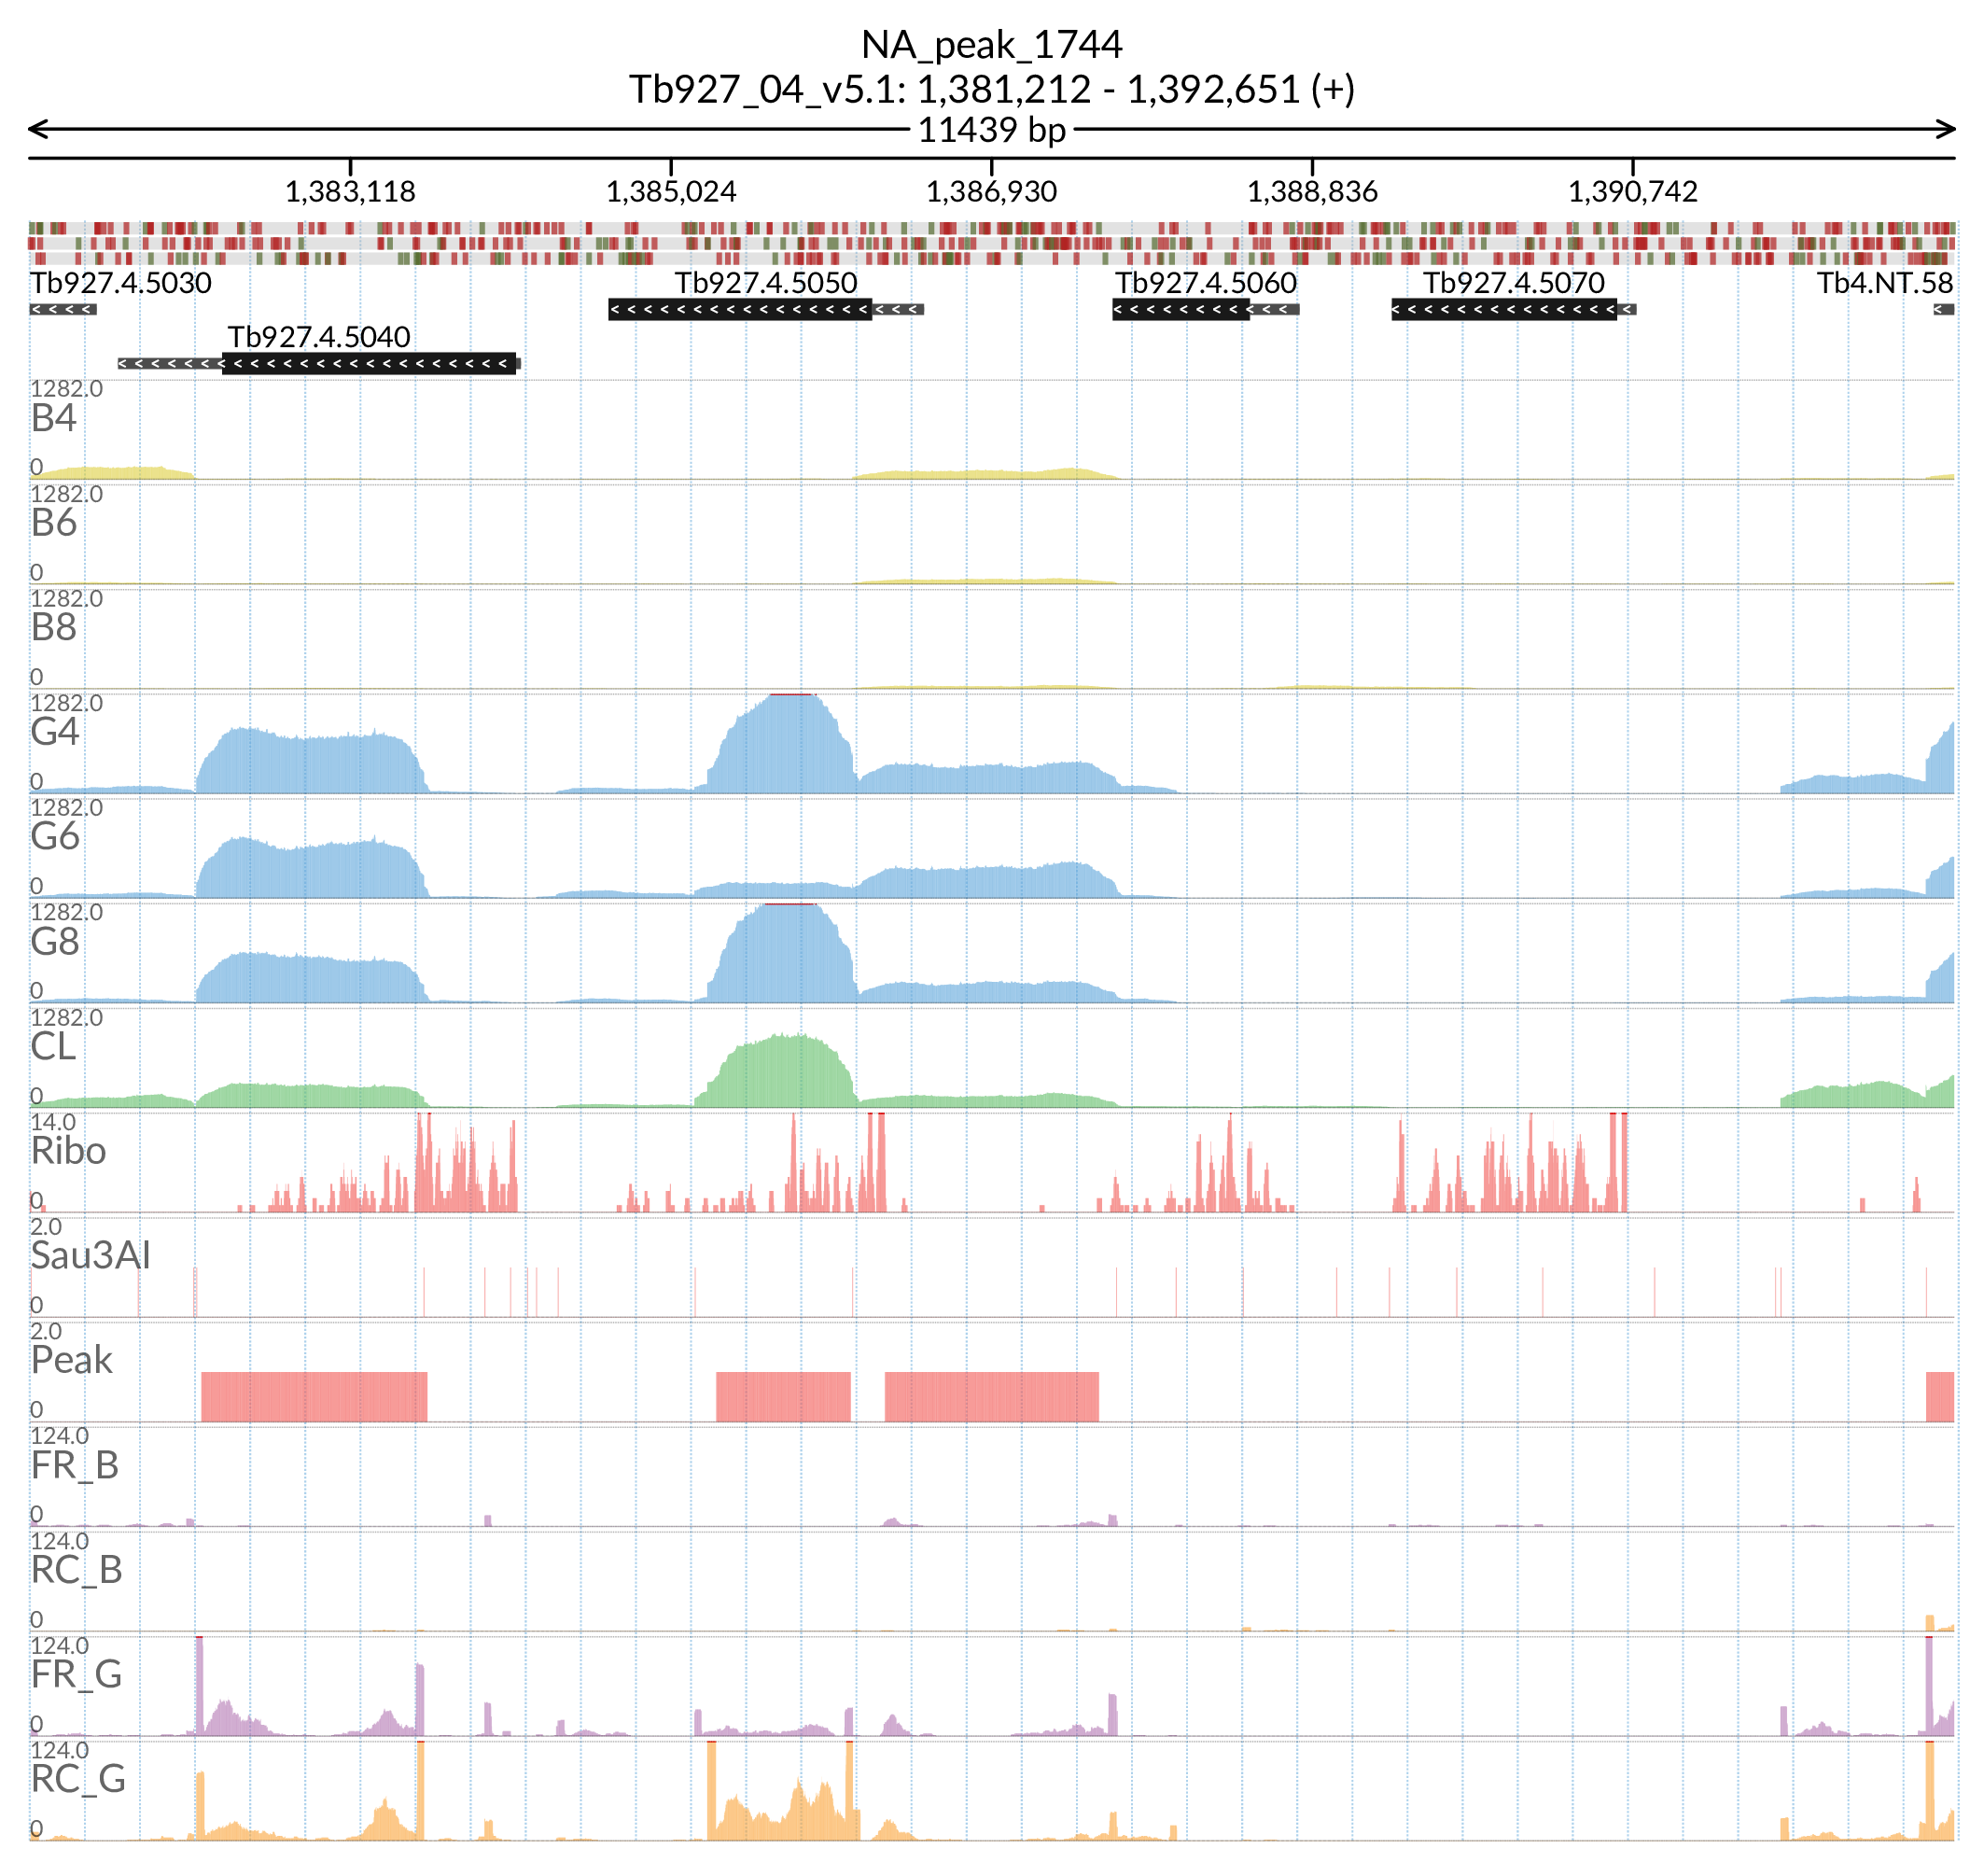 NA_peak_1744
Tb927_04_v5.1: 1,381,212 - 1,392,651 (+)
11439 bp
1,383,118 1,385,024 1,386,930 1,388,836 1,390,742
Tb927.4.5030 Tb927.4.5050 Tb927.4.5060 Tb927.4.5070 Tb4.NT.58
Tb927.4.5040
1282.0
B4
0
1282.0
B6
0
1282.0
B8
0
1282.0
G4
0
1282.0
G6
0
1282.0
G8
0
1282.0
CL
0
14.0
Ribo
0
2.0
Sau3AI
0
2.0
Peak
0
124.0
FR_B
0
124.0
RC_B
0
124.0
FR_G
0
124.0
RC_G
0